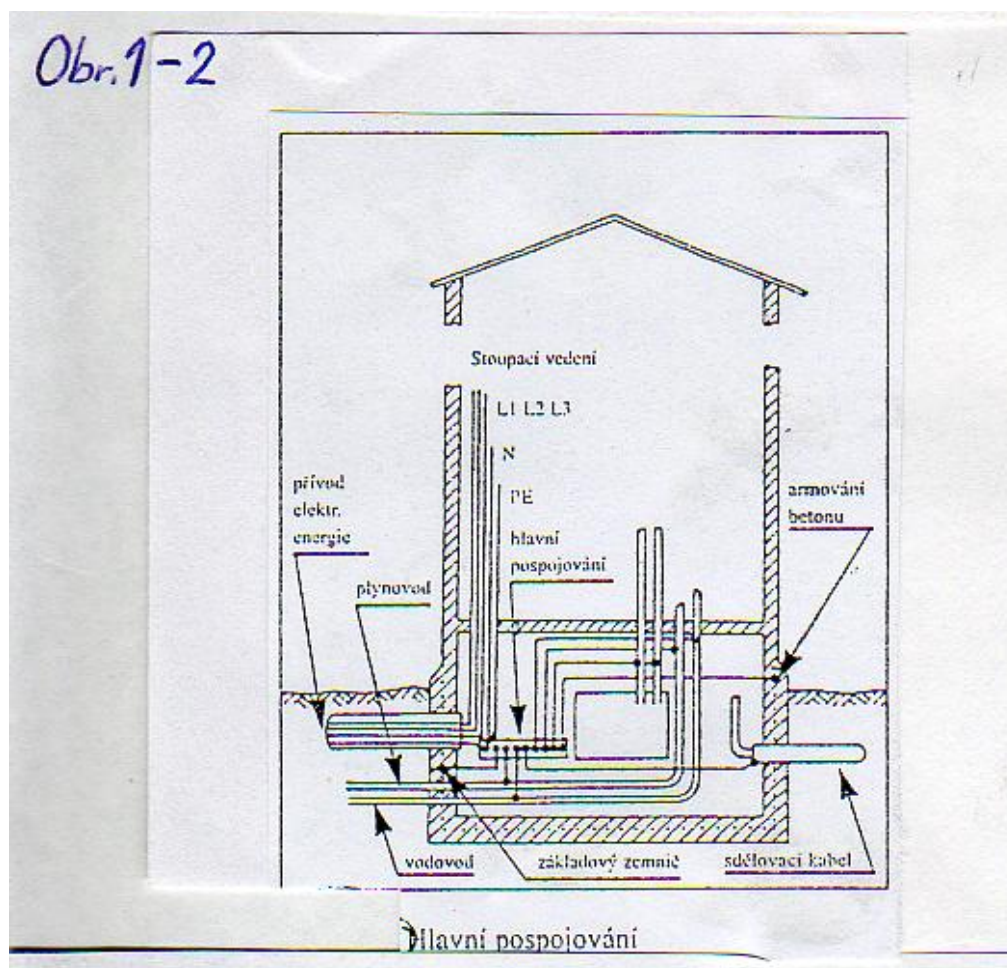 Obr. 1-2
Stoupací vedení
L1 L2 L3
N
PE
přívod
elektr.
energie
plynovod
hlavní
pospojování
armování
betonu
vodovod
základový zemnič
sdělovací kabel
Hlavní pospojování